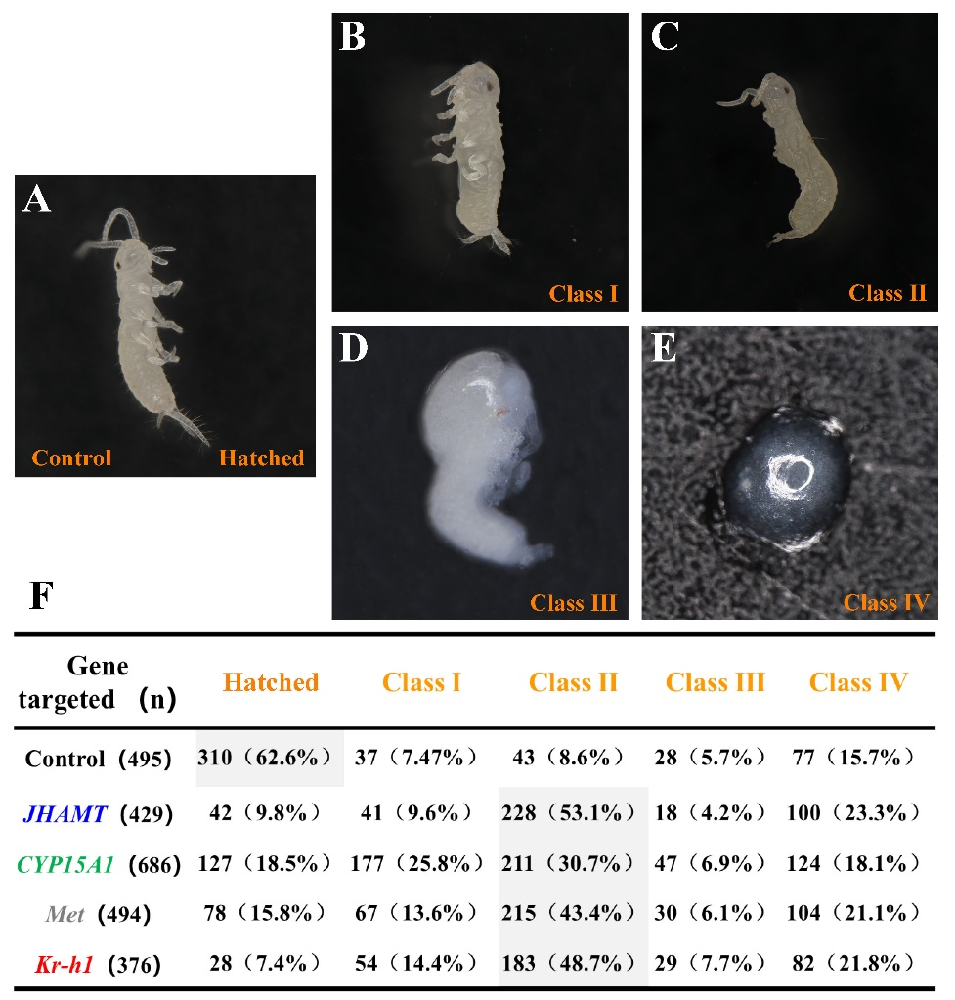 A
Control Hatched
B
Class I
C
Class II
D
Class III
E
Class IV
F
Gene targeted (n) Hatched Class I Class II Class III Class IV
Control (495) 310 (62.6%) 37 (7.47%) 43 (8.6%) 28 (5.7%) 77 (15.7%)
JHAMT (429) 42 (9.8%) 41 (9.6%) 228 (53.1%) 18 (4.2%) 100 (23.3%)
CYP15A1 (686) 127 (18.5%) 177 (25.8%) 211 (30.7%) 47 (6.9%) 124 (18.1%)
Met (494) 78 (15.8%) 67 (13.6%) 215 (43.4%) 30 (6.1%) 104 (21.1%)
Kr-h1 (376) 28 (7.4%) 54 (14.4%) 183 (48.7%) 29 (7.7%) 82 (21.8%)